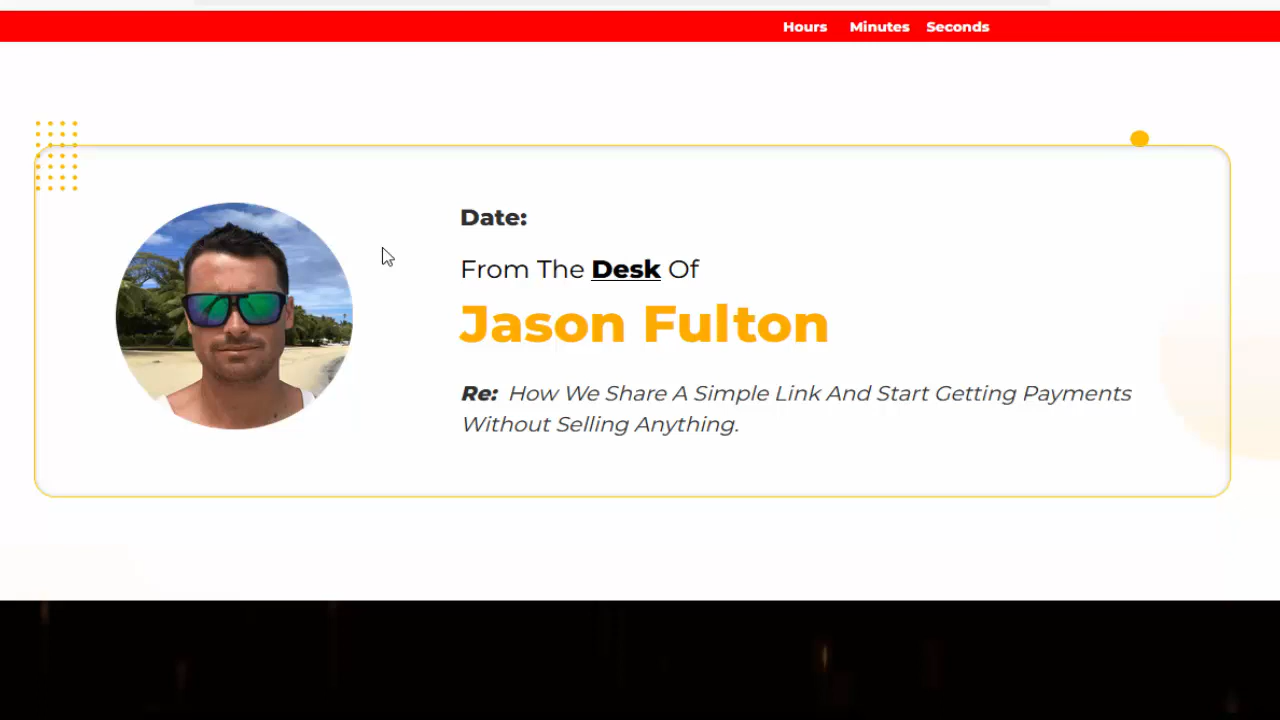 Hours Minutes Seconds
Date:
From The Desk Of
Jason Fulton
Re: How We Share A Simple Link And Start Getting Payments
Without Selling Anything.